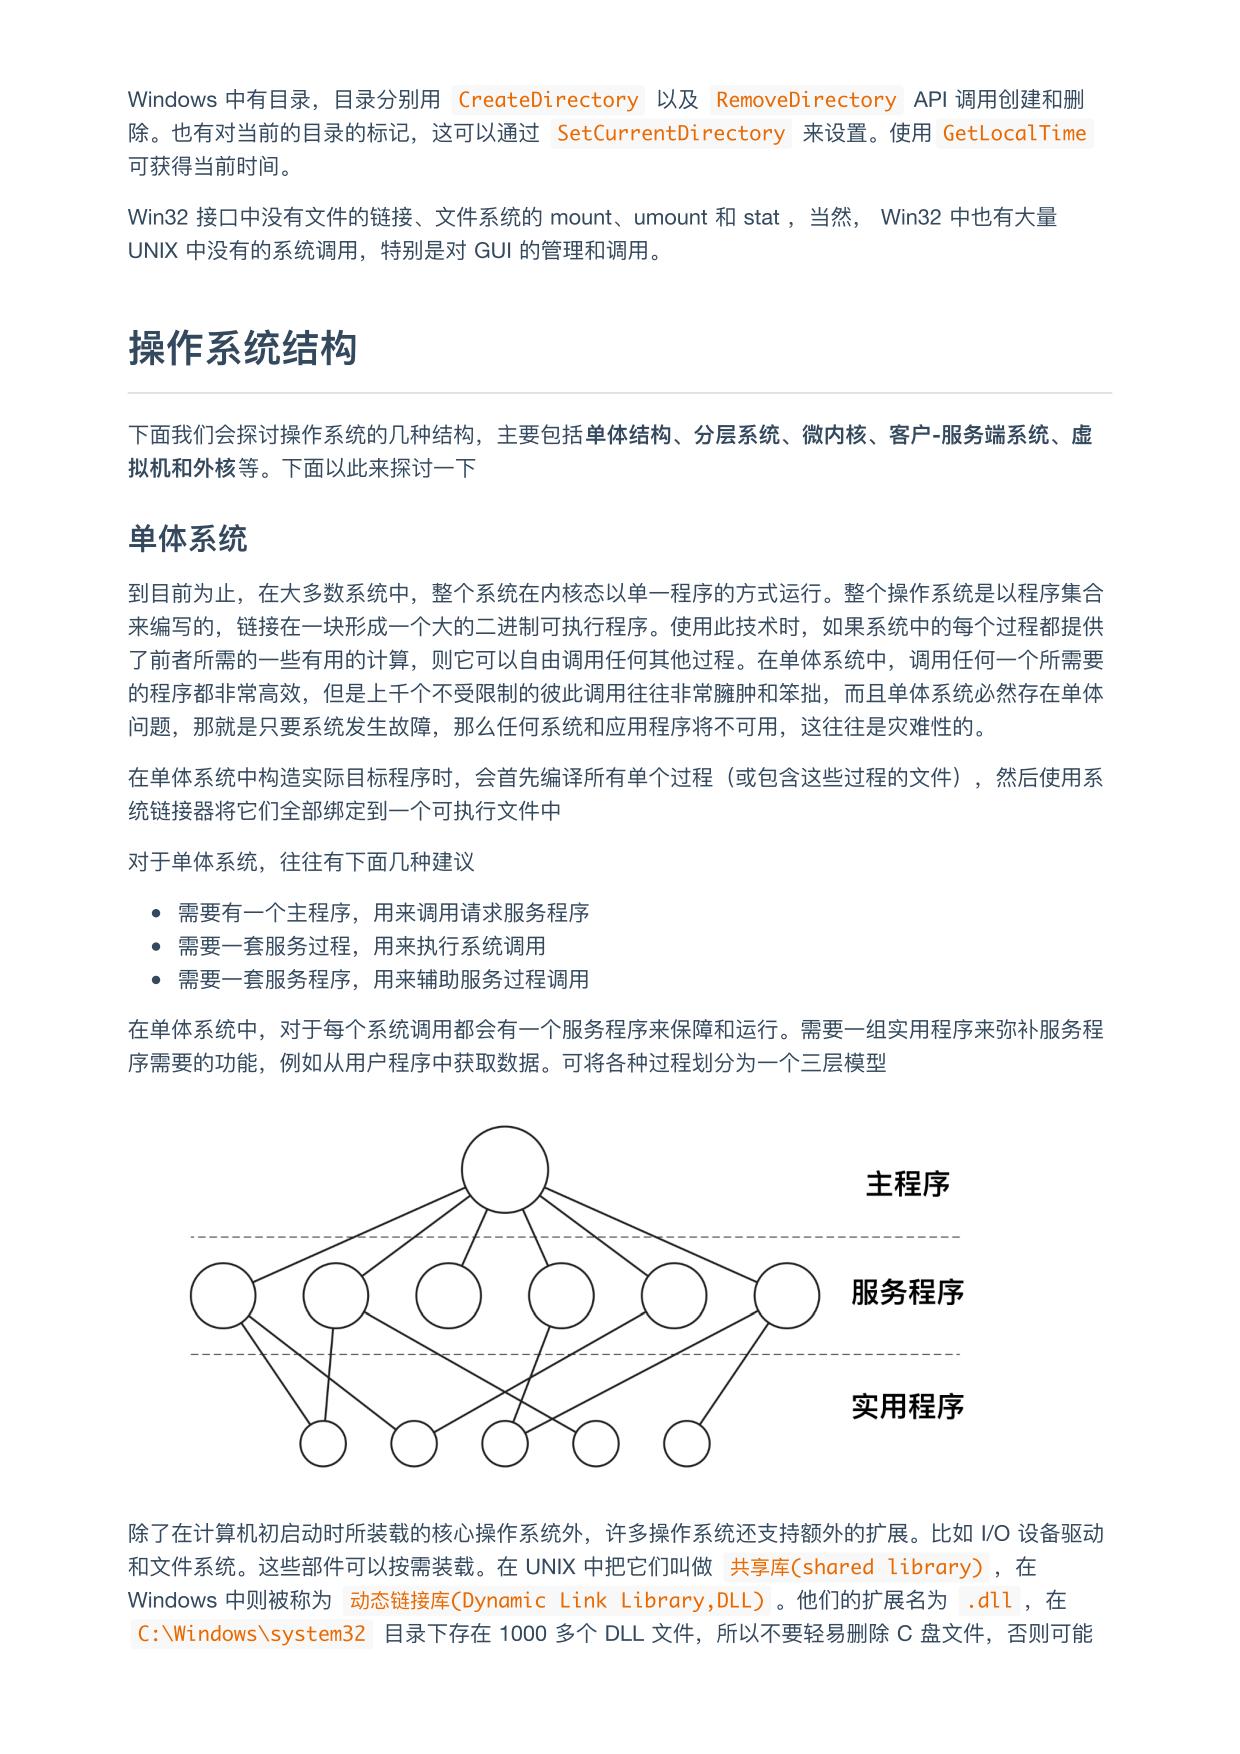 Windows 中有目录，目录分别用 CreateDirectory 以及 RemoveDirectory API 调用创建和删
除。也有对当前的目录的标记，这可以通过 SetCurrentDirectory 来设置。使用 GetLocalTime
可获得当前时间。
Win32 接口中没有文件的链接、文件系统的 mount、umount 和 stat ，当然， Win32 中也有大量
UNIX 中没有的系统调用，特别是对 GUI 的管理和调用。
操作系统结构
下面我们会探讨操作系统的几种结构，主要包括单体结构、分层系统、微内核、客户-服务端系统、虚
拟机和外核等。下面以此来探讨一下
单体系统
到目前为止，在大多数系统中，整个系统在内核态以单一程序的方式运行。整个操作系统是以程序集合
来编写的，链接在一块形成一个大的二进制可执行程序。使用此技术时，如果系统中的每个过程都提供
了前者所需的一些有用的计算，则它可以自由调用任何其他过程。在单体系统中，调用任何一个所需要
的程序都非常高效，但是上千个不受限制的彼此调用往往非常臃肿和笨拙，而且单体系统必然存在单体
问题，那就是只要系统发生故障，那么任何系统和应用程序将不可用，这往往是灾难性的。
在单体系统中构造实际目标程序时，会首先编译所有单个过程（或包含这些过程的文件），然后使用系
统链接器将它们全部绑定到一个可执行文件中
对于单体系统，往往有下面几种建议
• 需要有一个主程序，用来调用请求服务程序
• 需要一套服务过程，用来执行系统调用
• 需要一套服务程序，用来辅助服务过程调用
在单体系统中，对于每个系统调用都会有一个服务程序来保障和运行。需要一组实用程序来弥补服务程
序需要的功能，例如从用户程序中获取数据。可将各种过程划分为一个三层模型
主程序
服务程序
实用程序
除了在计算机初启动时所装载的核心操作系统外，许多操作系统还支持额外的扩展。比如 I/O 设备驱动
和文件系统。这些部件可以按需装载。在 UNIX 中把它们叫做 共享库(shared library) ，在
Windows 中则被称为 动态链接库(Dynamic Link Library,DLL) 。他们的扩展名为 .dll ，在
C:\Windows\system32 目录下存在 1000 多个 DLL 文件，所以不要轻易删除 C 盘文件，否则可能